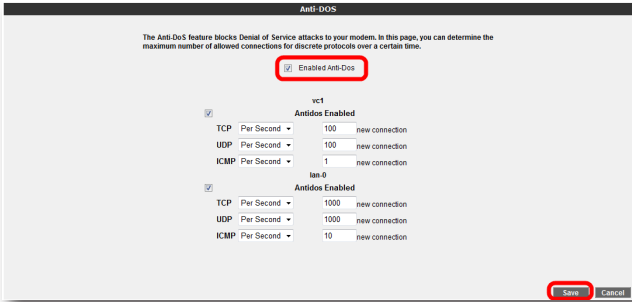 Anti-DOS
The Anti-DoS feature blocks Denial of Service attacks to your modem. In this page, you can determine the
maximum number of allowed connections for discrete protocols over a certain time.
Enabled Anti-Dos
vc1
Antidos Enabled
TCP Per Second 100 new connection
UDP Per Second 100 new connection
ICMP Per Second 1 new connection
lan-0
Antidos Enabled
TCP Per Second 1000 new connection
UDP Per Second 1000 new connection
ICMP Per Second 10 new connection
Save Cancel